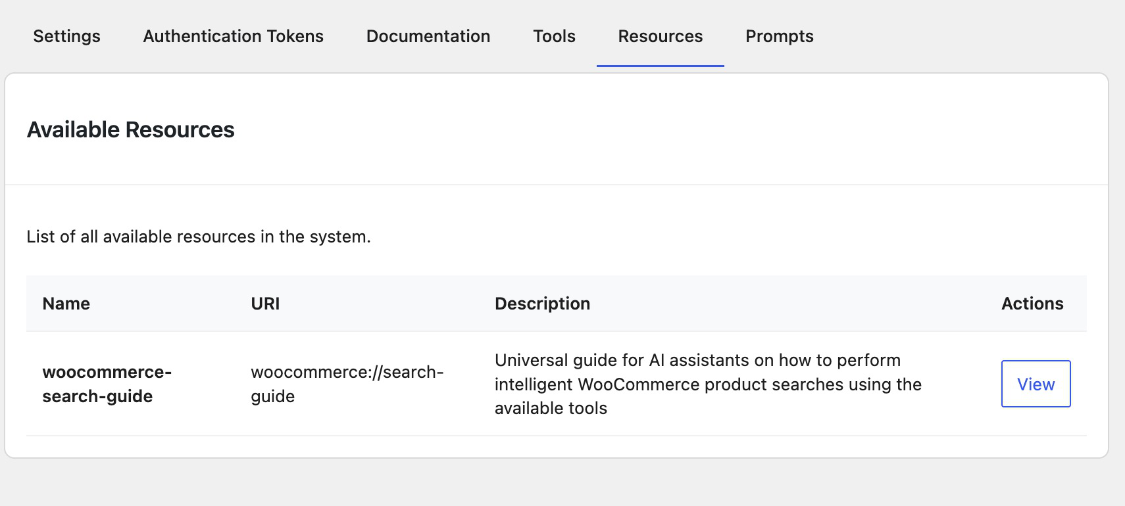 Settings Authentication Tokens Documentation Tools Resources Prompts
Available Resources
List of all available resources in the system.
Name URI Description Actions
woocommerce-
search-guide
woocommerce://search-
guide
Universal guide for AI assistants on how to perform
intelligent WooCommerce product searches using the
available tools
View